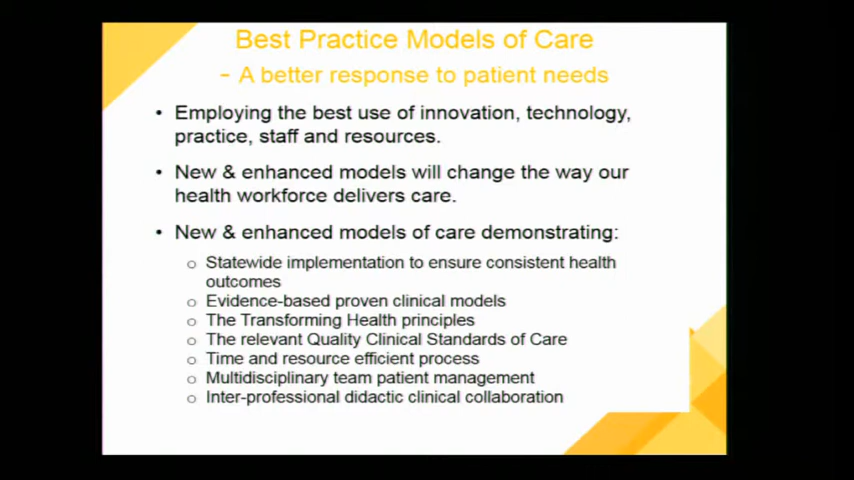 Best Practice Models of Care
- A better response to patient needs
• Employing the best use of innovation, technology,
practice, staff and resources.
• New & enhanced models will change the way our
health workforce delivers care.
• New & enhanced models of care demonstrating:
o Statewide implementation to ensure consistent health
outcomes
o Evidence-based proven clinical models
o The Transforming Health principles
o The relevant Quality Clinical Standards of Care
o Time and resource efficient process
o Multidisciplinary team patient management
o Inter-professional didactic clinical collaboration